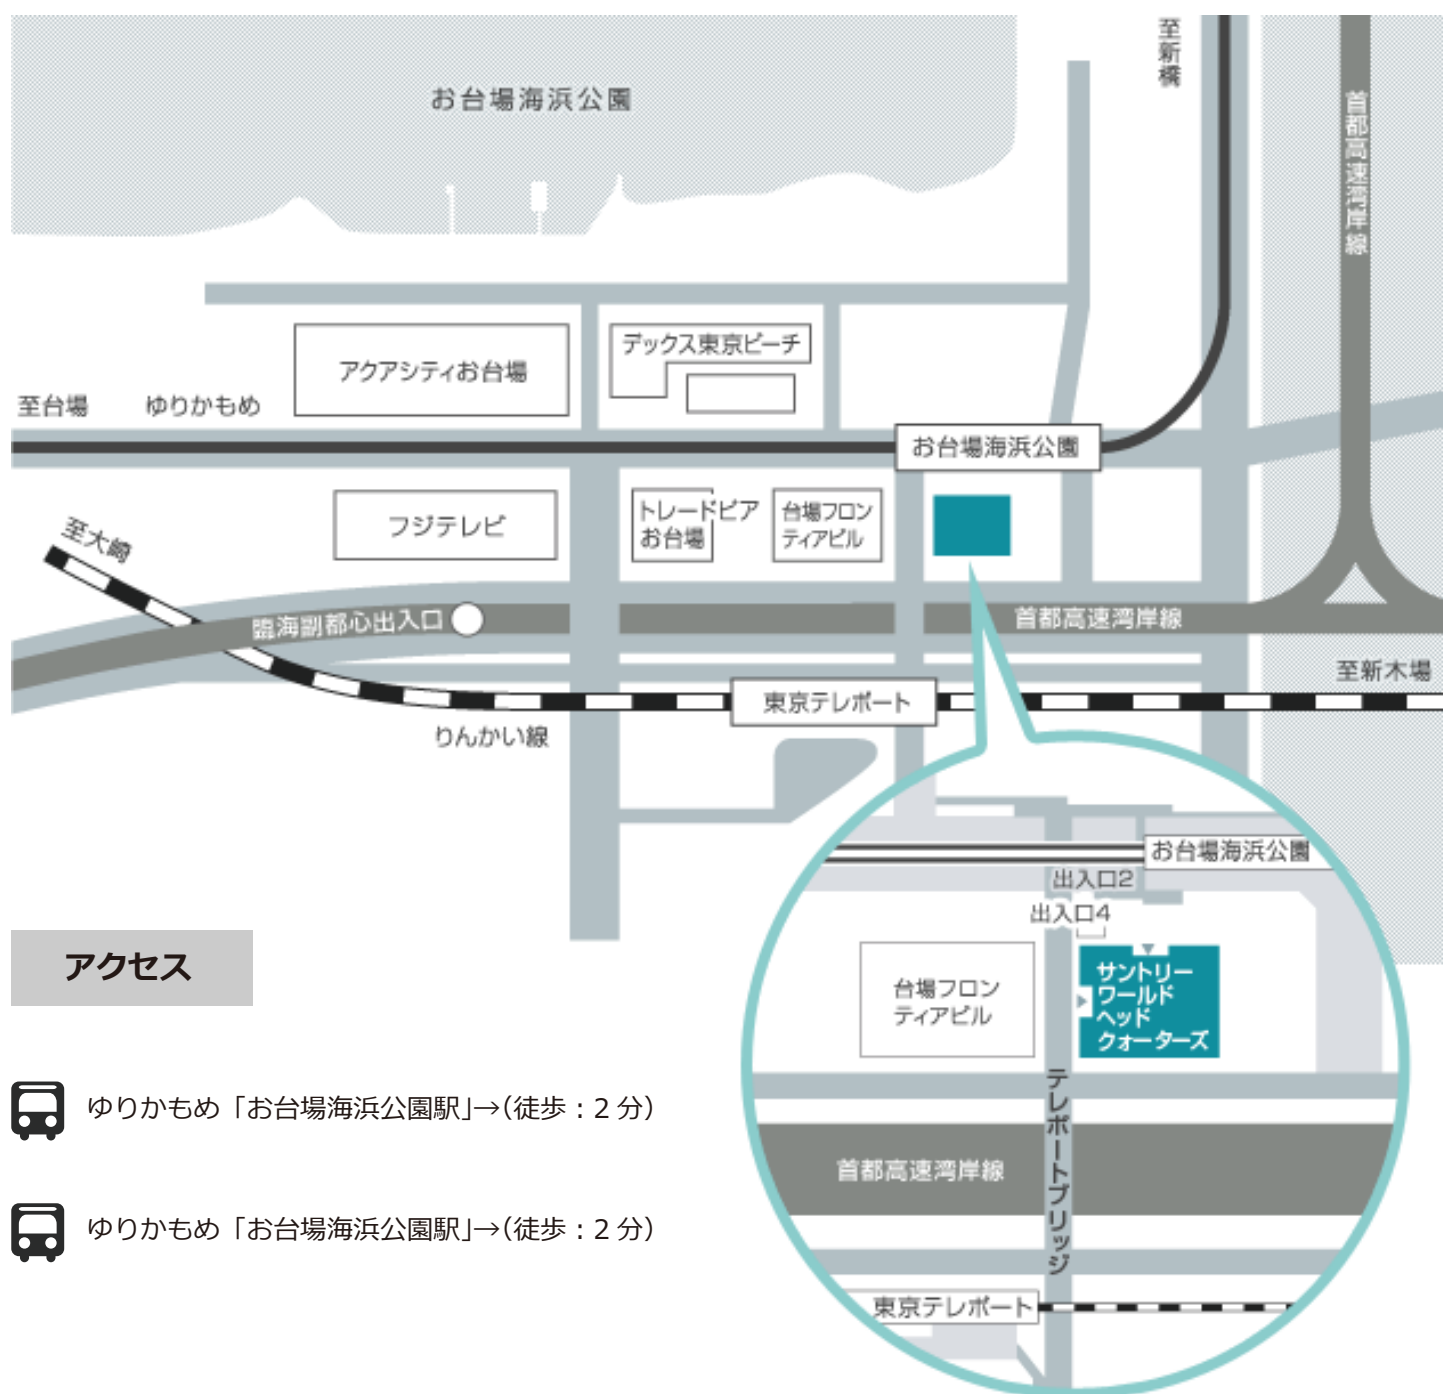 至新橋
お台場海浜公園
首都高速湾岸線
デックス東京ビーチ
アクアシティお台場
至台場
ゆりかもめ
お台場海浜公園
フジテレビ
トレードピア
お台場
台場フロン
ティアビル
至大崎
臨海副都心出入口
首都高速湾岸線
至新木場
東京テレポート
りんかい線
お台場海浜公園
出入口2
出入口4
台場フロン
ティアビル
サントリー
ワールド
ヘッド
クォーターズ
テレポートブリッジ
首都高速湾岸線
東京テレポート
アクセス
ゆりかもめ「お台場海浜公園駅」→(徒歩：2分)
ゆりかもめ「お台場海浜公園駅」→(徒歩：2分)